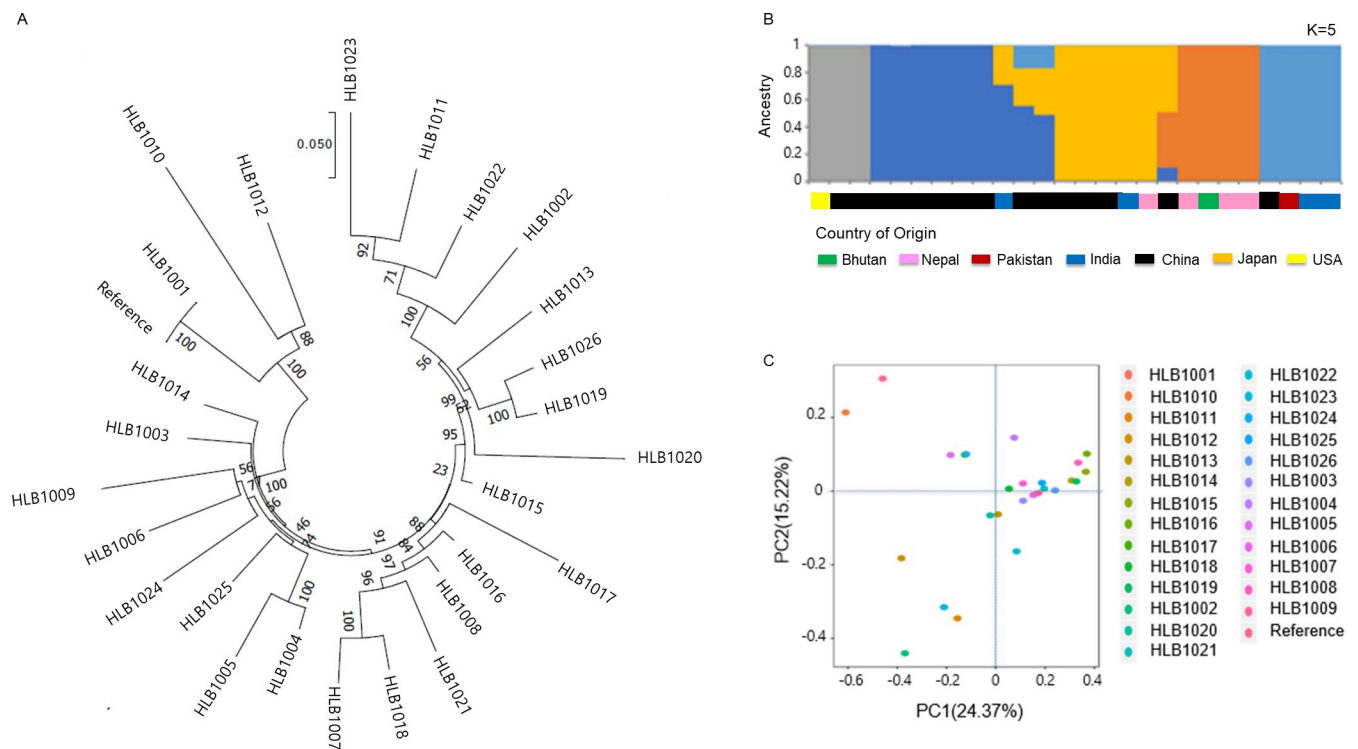 A
HLB1023
HLB1011
HLB1022
HLB1002
HLB1013
HLB1026
HLB1019
HLB1020
HLB1015
HLB1017
HLB1016
HLB1008
HLB1021
HLB1018
HLB1007
HLB1004
HLB1005
HLB1025
HLB1024
HLB1006
HLB1009
HLB1003
HLB1014
Reference
HLB1001
HLB1010
HLB1012
0.050
92
71
100
56
99
100
95
23
88
84
97
96
100
91
100
46
56
100
56
100
100
88
B
K=5
Ancestry
1
0.8
0.6
0.4
0.2
0
Country of Origin
Bhutan Nepal Pakistan India China Japan USA
C
PC2(15.22%)
0.2
0
-0.2
-0.4
-0.6 -0.4 -0.2 0 0.2 0.4
PC1(24.37%)
HLB1001 HLB1022
HLB1010 HLB1023
HLB1011 HLB1024
HLB1012 HLB1025
HLB1013 HLB1026
HLB1014 HLB1003
HLB1015 HLB1004
HLB1016 HLB1005
HLB1017 HLB1006
HLB1018 HLB1007
HLB1019 HLB1008
HLB1002 HLB1009
HLB1020 Reference
HLB1021